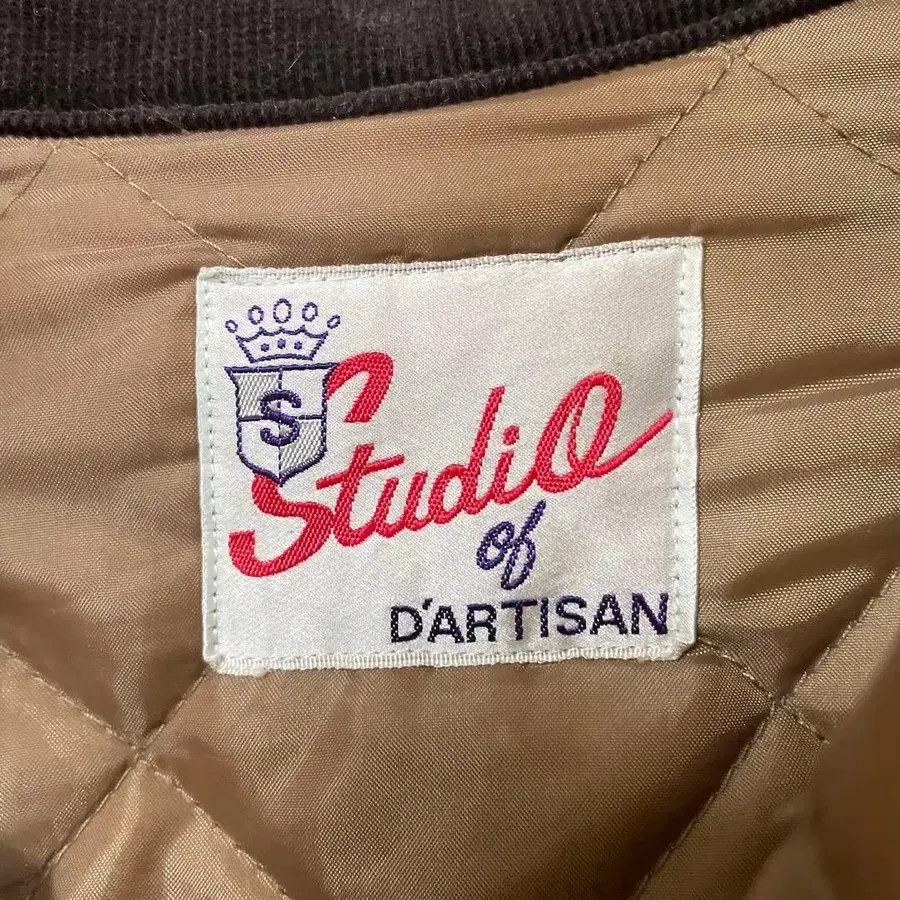 S
StudiO
of
D'ARTISAN